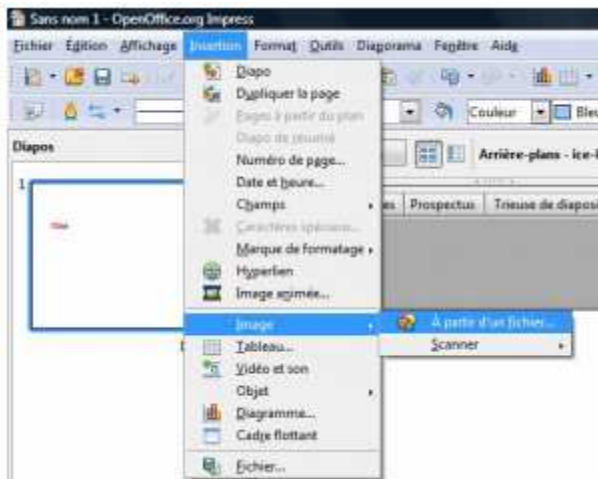 Sans nom 1 - OpenOffice.org Impress
Fichier Édition Affichage Insertion Format Outils Diaporama Fenêtre Aide
Couleur Bleu
Diapos
Arrière-plans - ice-
Prospectus Trieuse de diaposi
1
Diapo
Dupliquer la page
Pages à partir du plan
Diapo de résumé
Numéro de page...
Date et heure...
Champs
Caractères spéciaux...
Marque de formatage
Hyperlien
Image animée...
Image
À partir d'un fichier...
Tableau...
Scanner
Vidéo et son
Objet
Diagramme...
Cadre flottant
Fichier...